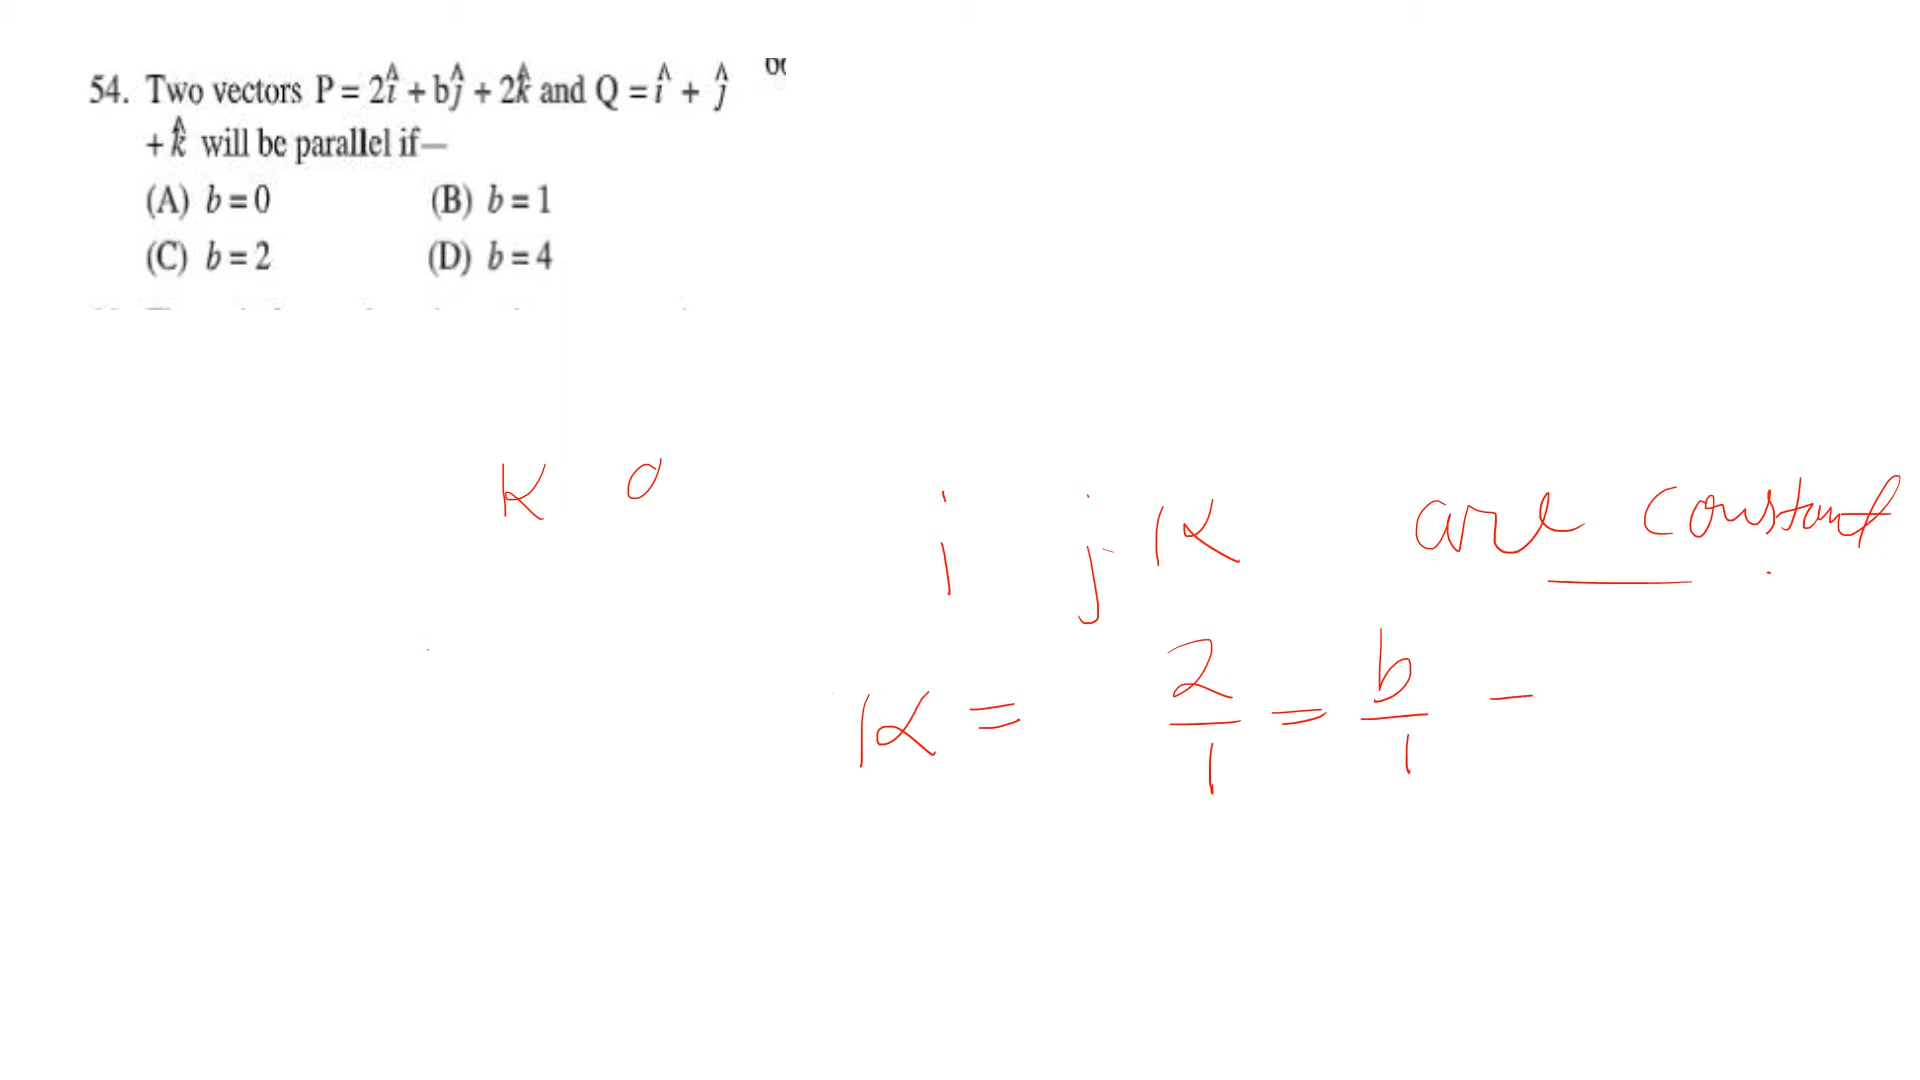 54. Two vectors P = 2î + bĵ + 2k̂ and Q = î + ĵ
+ k̂ will be parallel if—
(A) b = 0 (B) b = 1
(C) b = 2 (D) b = 4
K
i j K are constant
K = 2/1 = b/1 –